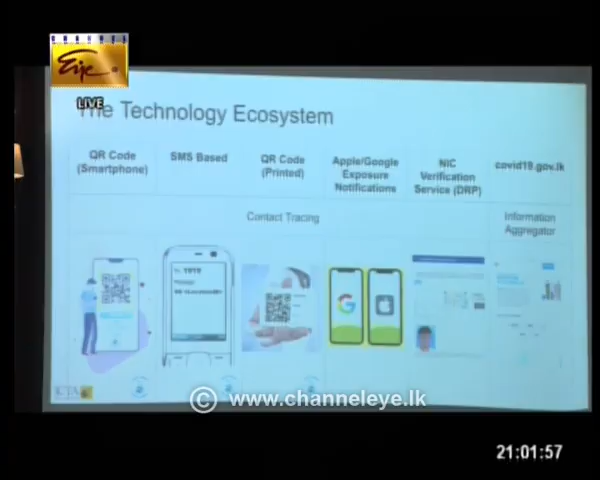 Eye
LIVE
The Technology Ecosystem
QR Code
(Smartphone)
SMS Based
QR Code
(Printed)
Apple/Google
Exposure
Notifications
NIC
Verification
Service (DRP)
covid19.gov.lk
Contact Tracing
Information
Aggregator
© www.channeleye.lk
21:01:57